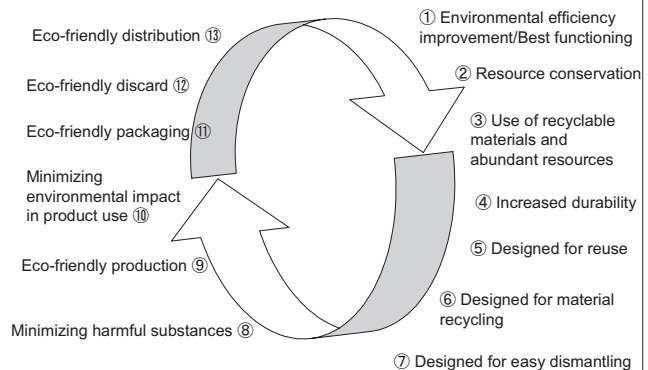 ① Environmental efficiency
improvement/Best functioning
② Resource conservation
③ Use of recyclable
materials and
abundant resources
④ Increased durability
⑤ Designed for reuse
⑥ Designed for material
recycling
⑦ Designed for easy dismantling
Minimizing harmful substances ⑧
Eco-friendly production ⑨
Minimizing
environmental impact
in product use ⑩
Eco-friendly packaging ⑪
Eco-friendly discard ⑫
Eco-friendly distribution ⑬